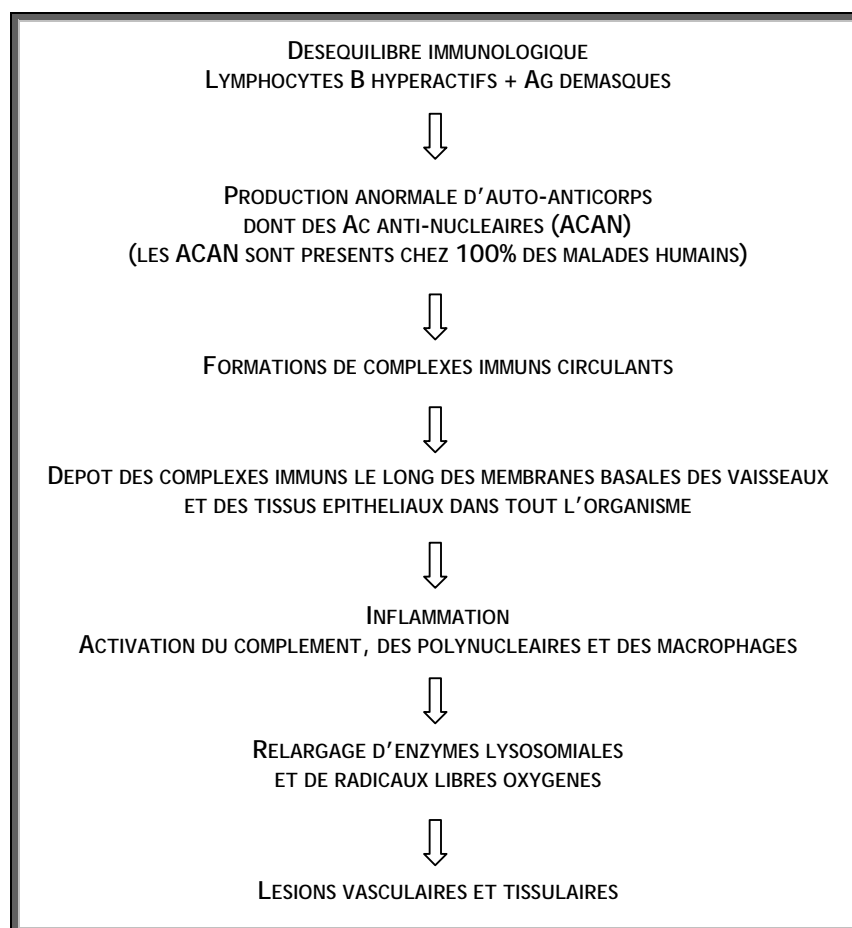 DESEQUILIBRE IMMUNOLOGIQUE
LYMPHOCYTES B HYPERACTIFS + AG DEMASQUES
PRODUCTION ANORMALE D'AUTO-ANTICORPS
DONT DES AC ANTI-NUCLEAIRES (ACAN)
(LES ACAN SONT PRESENTS CHEZ 100% DES MALADES HUMAINS)
FORMATIONS DE COMPLEXES IMMUNS CIRCULANTS
DEPOT DES COMPLEXES IMMUNS LE LONG DES MEMBRANES BASALES DES VAISSEAUX
ET DES TISSUS EPITHELIAUX DANS TOUT L'ORGANISME
INFLAMMATION
ACTIVATION DU COMPLEMENT, DES POLYNUCLEAIRES ET DES MACROPHAGES
RELARGAGE D'ENZYMES LYSOSOMIALES
ET DE RADICAUX LIBRES OXYGENES
LESIONS VASCULAIRES ET TISSULAIRES